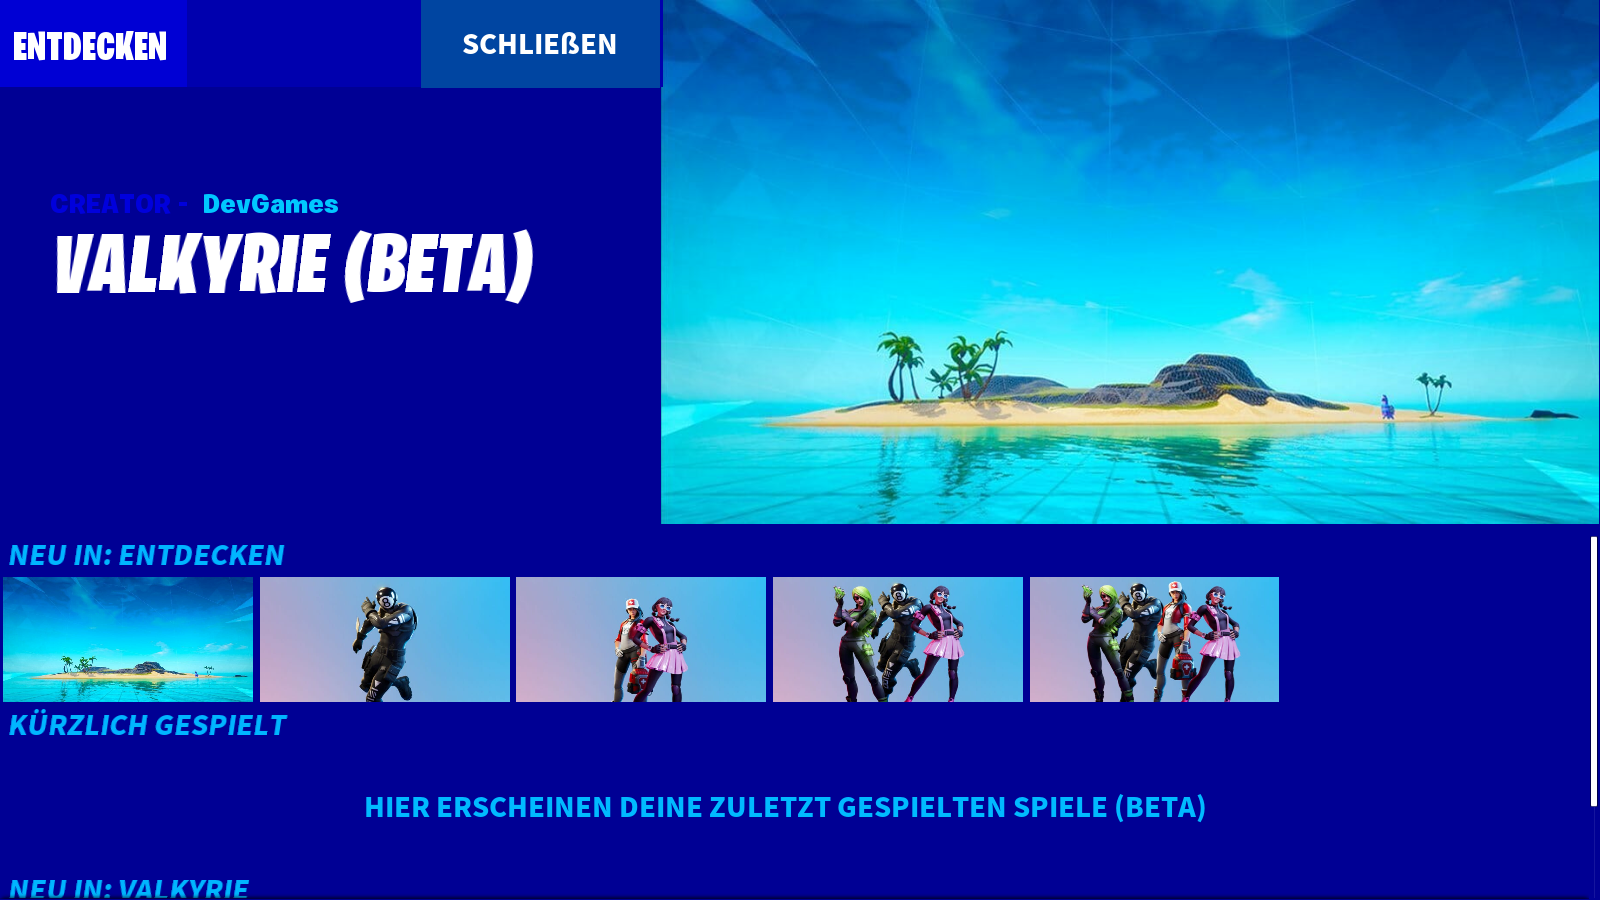 ENTDECKEN
SCHLIEßEN
CREATOR - DevGames
VALKYRIE (BETA)
NEU IN: ENTDECKEN
KÜRZLICH GESPIELT
HIER ERSCHEINEN DEINE ZULETZT GESPIELTEN SPIELE (BETA)
NEU IN: VALKYRIE